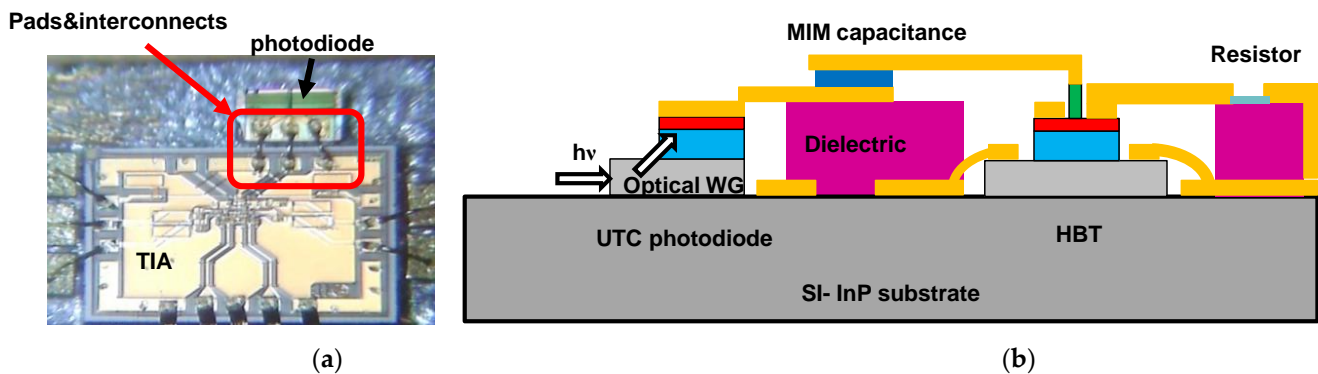 Pads&interconnects
photodiode
TIA
(a)
MIM capacitance
Resistor
hν
Dielectric
Optical WG
UTC photodiode
HBT
SI- InP substrate
(b)